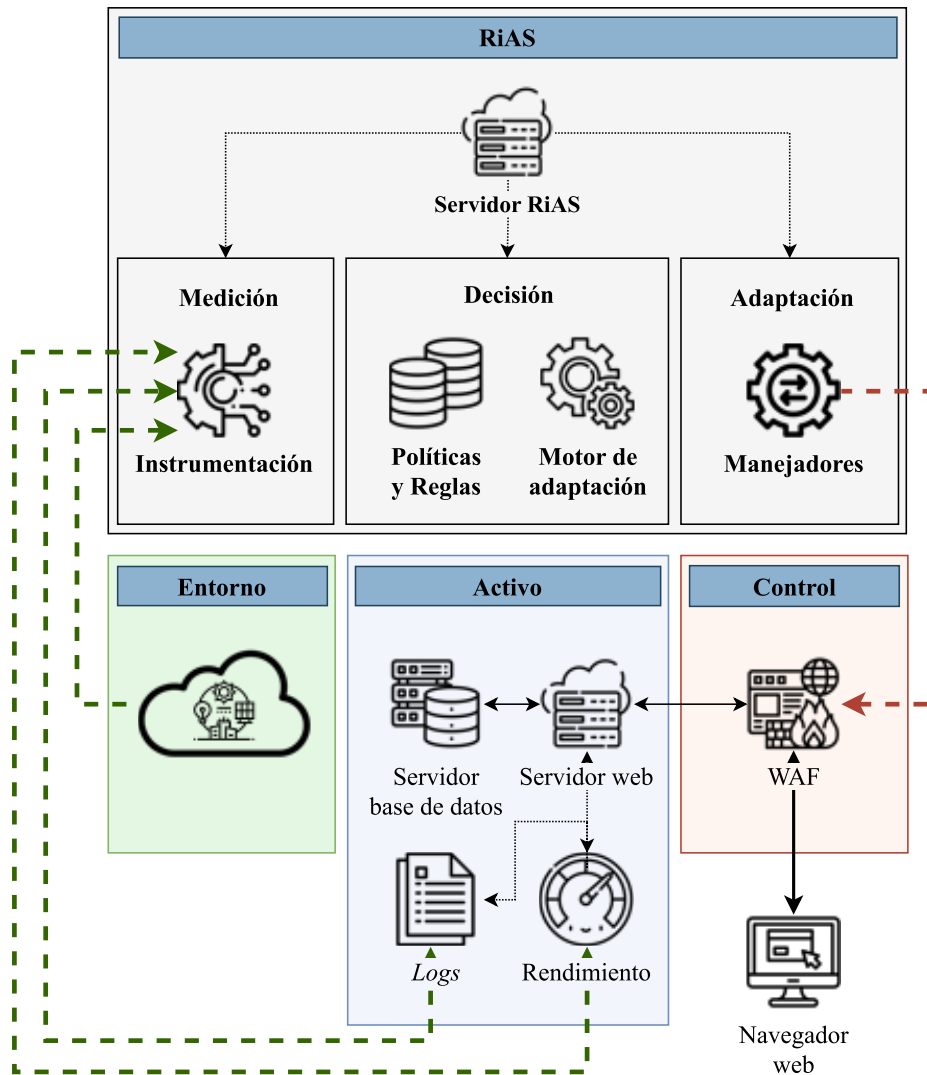 RiAS
Servidor RiAS
Medición
Instrumentación
Decisión
Políticas
y Reglas
Motor de
adaptación
Adaptación
Manejadores
Entorno
Activo
Servidor
base de datos
Servidor web
Logs
Rendimiento
Control
WAF
Navegador
web